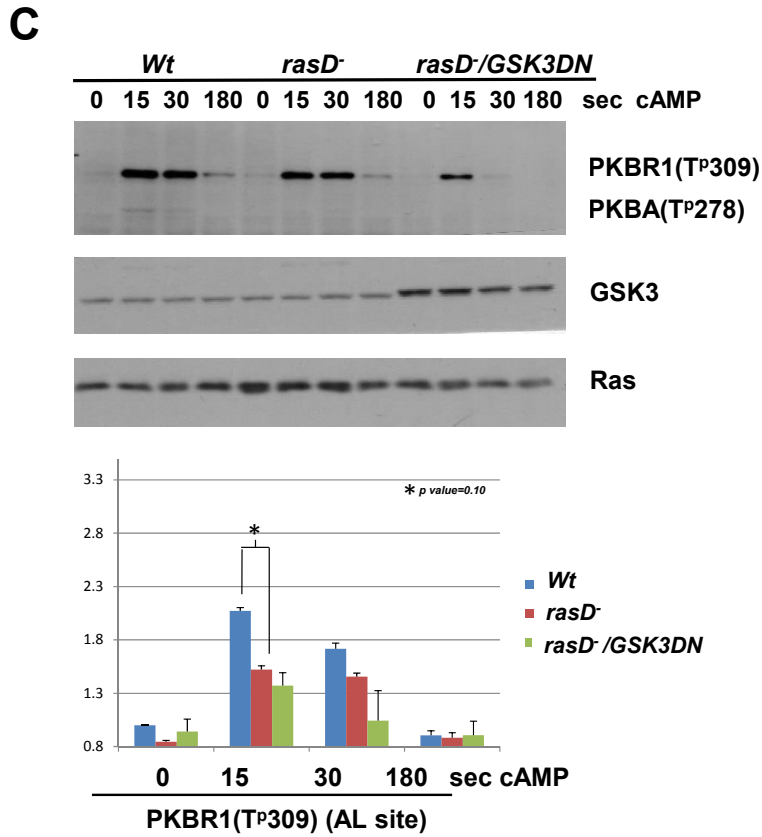 C
Wt rasD- rasD-/GSK3DN
0 15 30 180 0 15 30 180 0 15 30 180 sec cAMP
PKBR1(Tp309)
PKBA(Tp278)
GSK3
Ras
3.3
* p value=0.10
2.8
*
2.3
1.8
1.3
0.8
Wt
rasD-
rasD-/GSK3DN
0 15 30 180 sec cAMP
PKBR1(Tp309) (AL site)